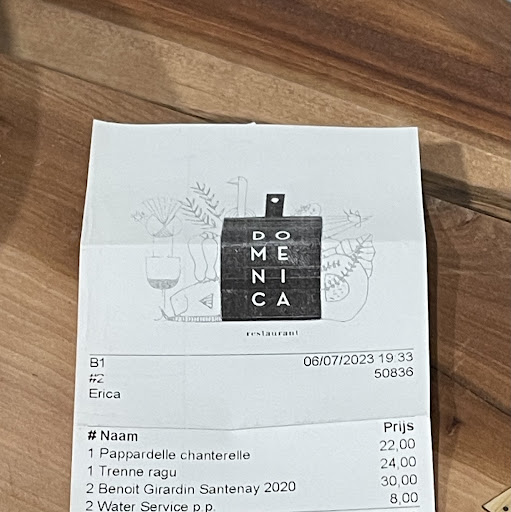 DO
ME
NI
CA
restaurant
B1 06/07/2023 19:33
#2 50836
Erica
# Naam Prijs
1 Pappardelle chanterelle 22,00
1 Trenne ragu 24,00
2 Benoit Girardin Santenay 2020 30,00
2 Water Service p.p. 8,00